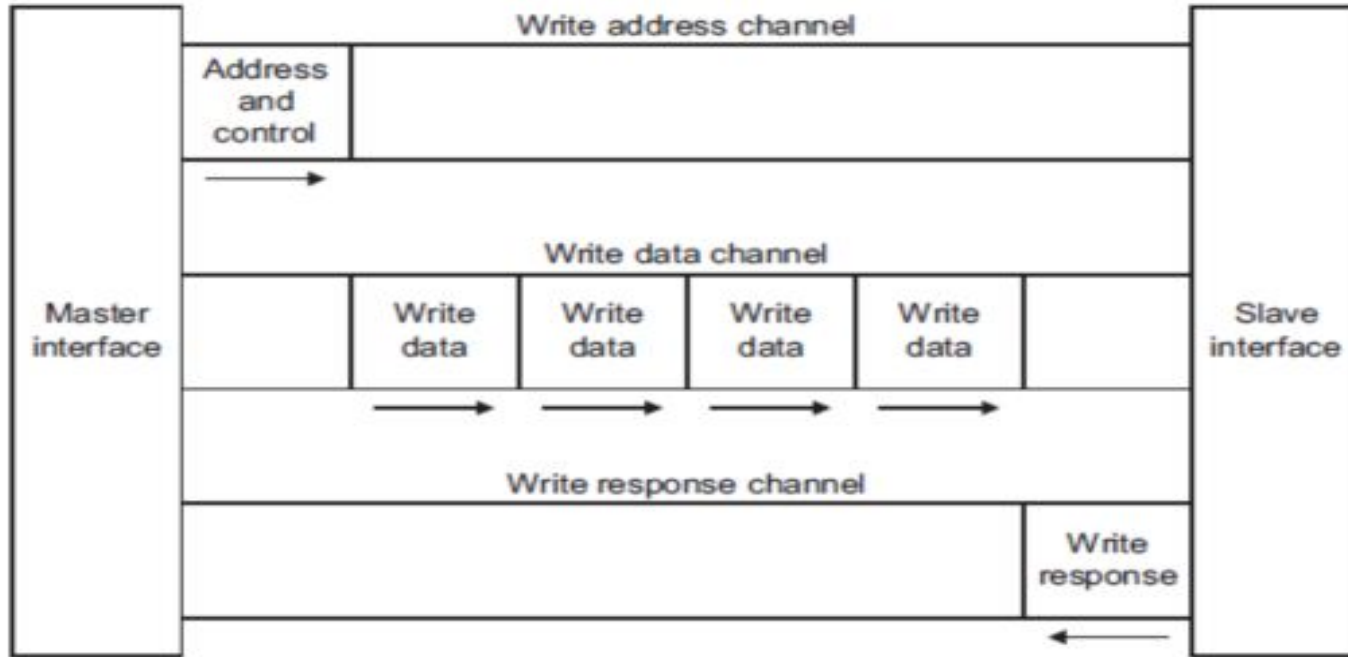 Write address channel
Address
and
control
Write data channel
Master
interface
Write
data
Write
data
Write
data
Write
data
Slave
interface
Write response channel
Write
response